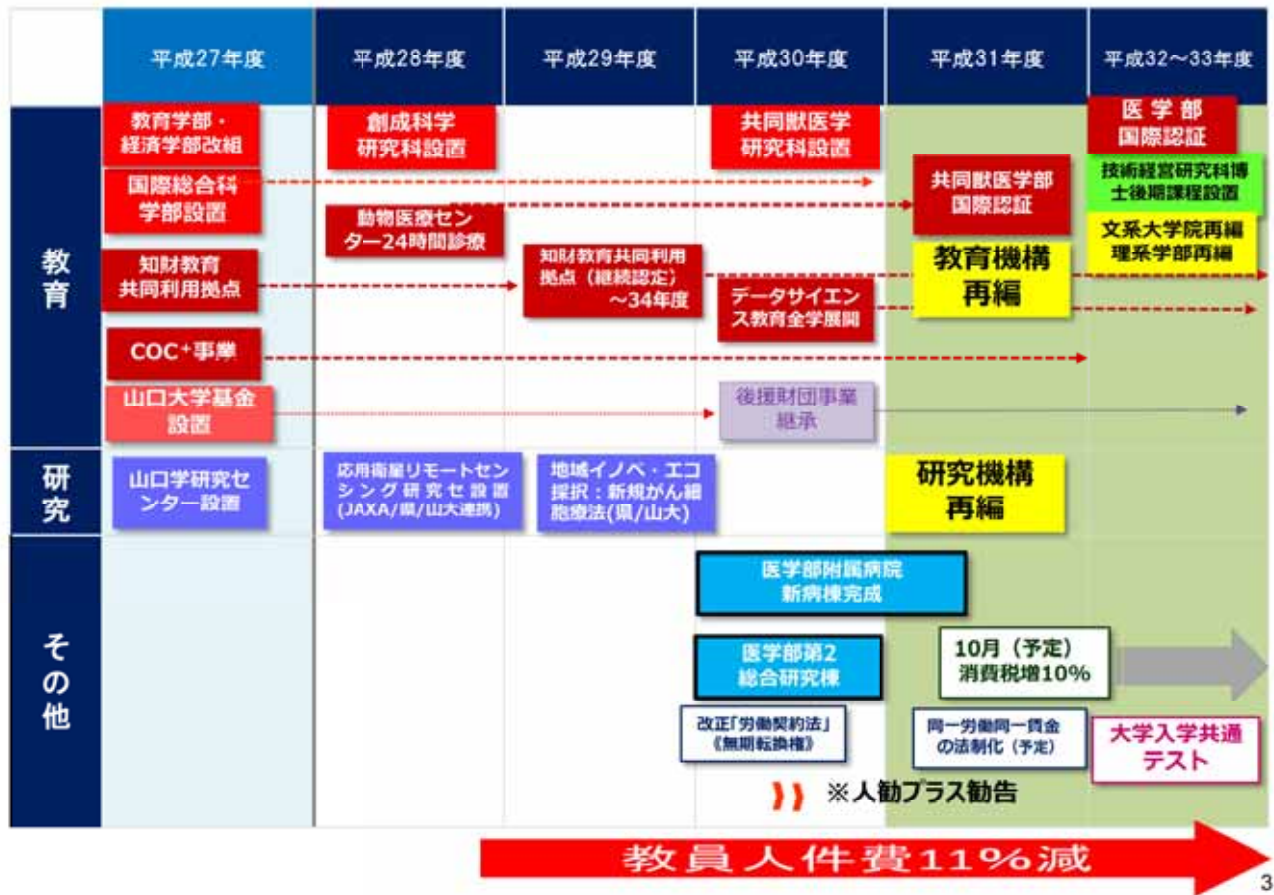 平成27年度
平成28年度
平成29年度
平成30年度
平成31年度
平成32～33年度
教育
教育学部・
経済学部改組
国際総合科
学部設置
知財教育
共同利用拠点
COC⁺事業
山口大学基金
設置
創成科学
研究科設置
動物医療セン
ター24時間診療
知財教育共同利用
拠点（継続認定）
～34年度
共同獣医学
研究科設置
データサイエン
ス教育全学展開
後援財団事業
継承
共同獣医学部
国際認証
教育機構
再編
医学部
国際認証
技術経営研究科博
士後期課程設置
文系大学院再編
理系学部再編
研究
山口学研究セ
ンター設置
応用衛星リモートセン
シング研究セ設置
(JAXA/県/山大連携)
地域イノベ・エコ
採択：新規がん細
胞療法(県/山大)
研究機構
再編
その他
医学部附属病院
新病棟完成
医学部第2
総合研究棟
改正「労働契約法」
《無期転換権》
10月（予定）
消費税増10%
同一労働同一賃金
の法制化（予定）
大学入学共通
テスト
※人勧プラス勧告
教員人件費11%減
3